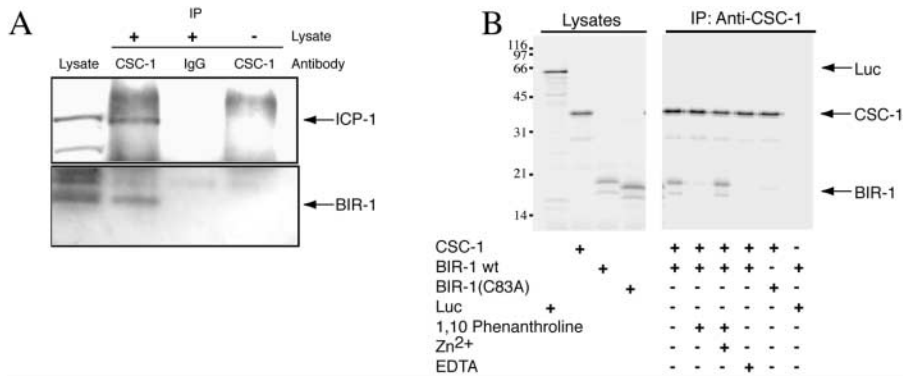 A
IP
+ + - Lysate
Lysate CSC-1 IgG CSC-1 Antibody
ICP-1
BIR-1
B
Lysates IP: Anti-CSC-1
116
97
66
45
31
21
14
Luc
CSC-1
BIR-1
CSC-1 + + + + + + -
BIR-1 wt + + + + + - +
BIR-1(C83A) + - - - - + -
Luc + - - - - - +
1,10 Phenanthroline - + + - - -
Zn2+ - - + - - -
EDTA - - - + - -